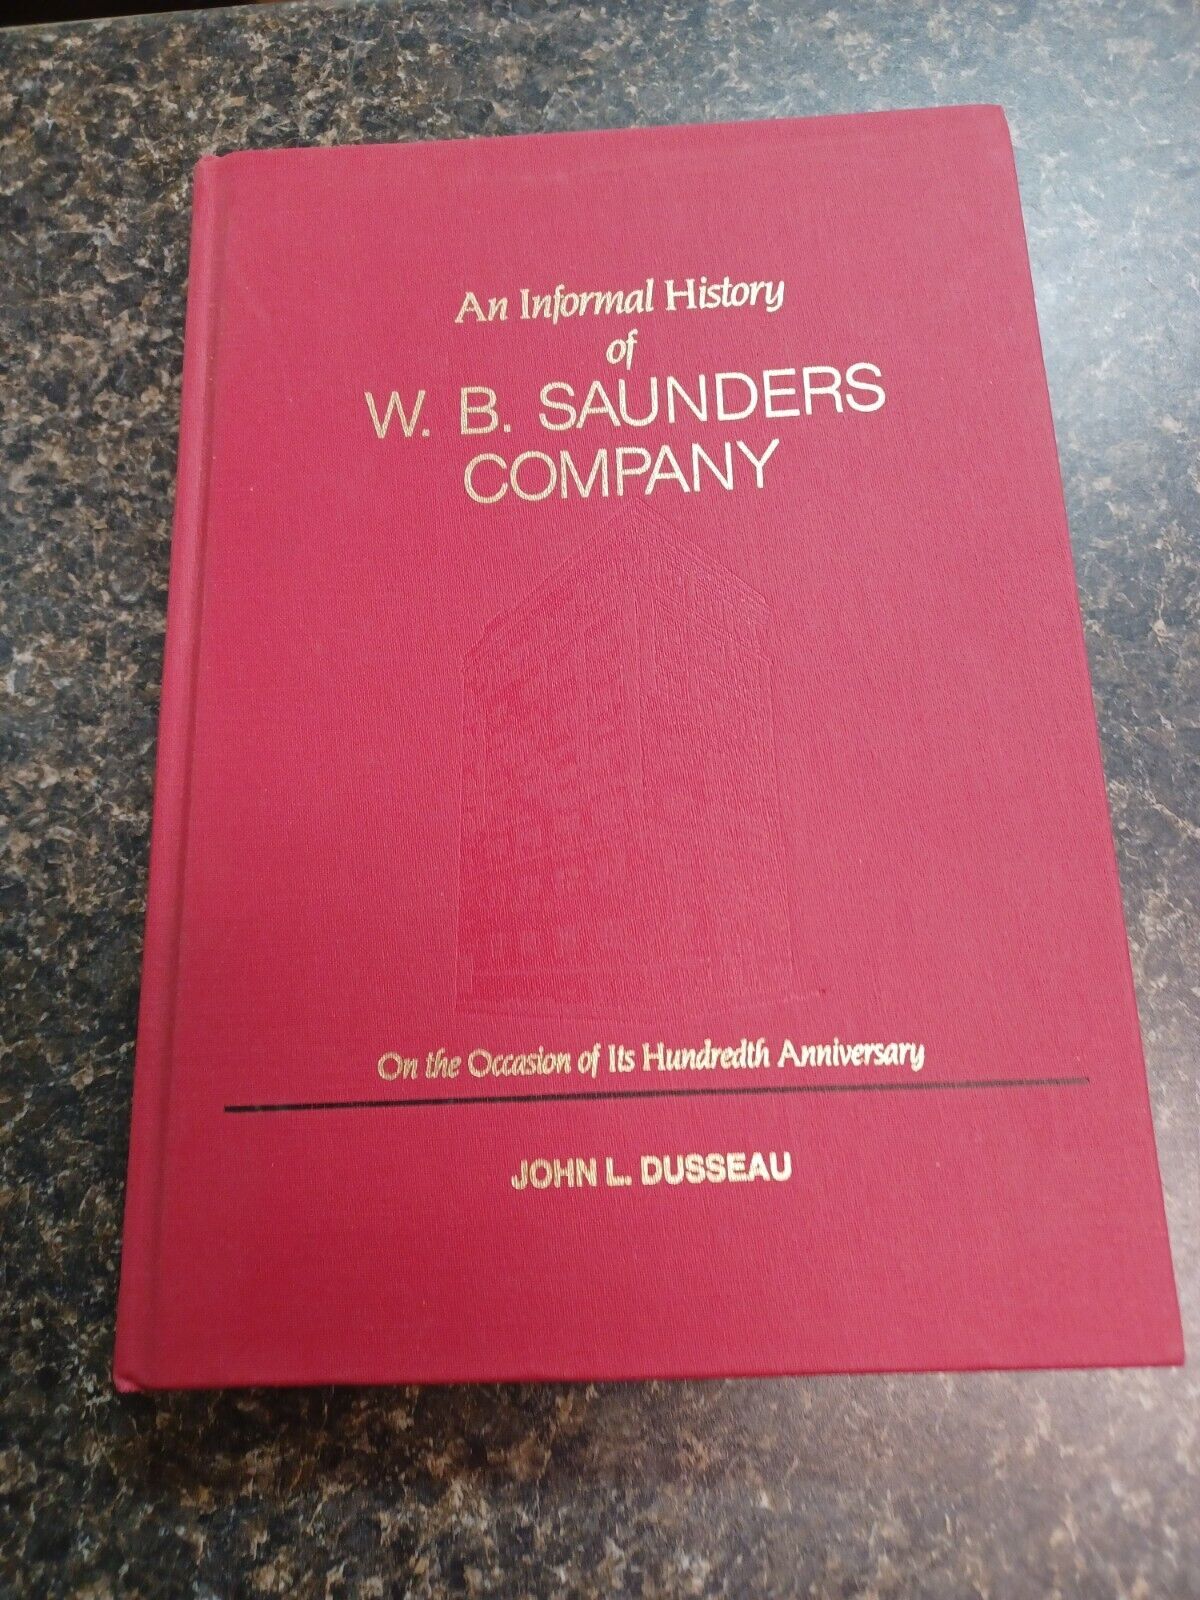 An Informal History
of
W. B. SAUNDERS
COMPANY
On the Occasion of Its Hundredth Anniversary
JOHN L. DUSSEAU